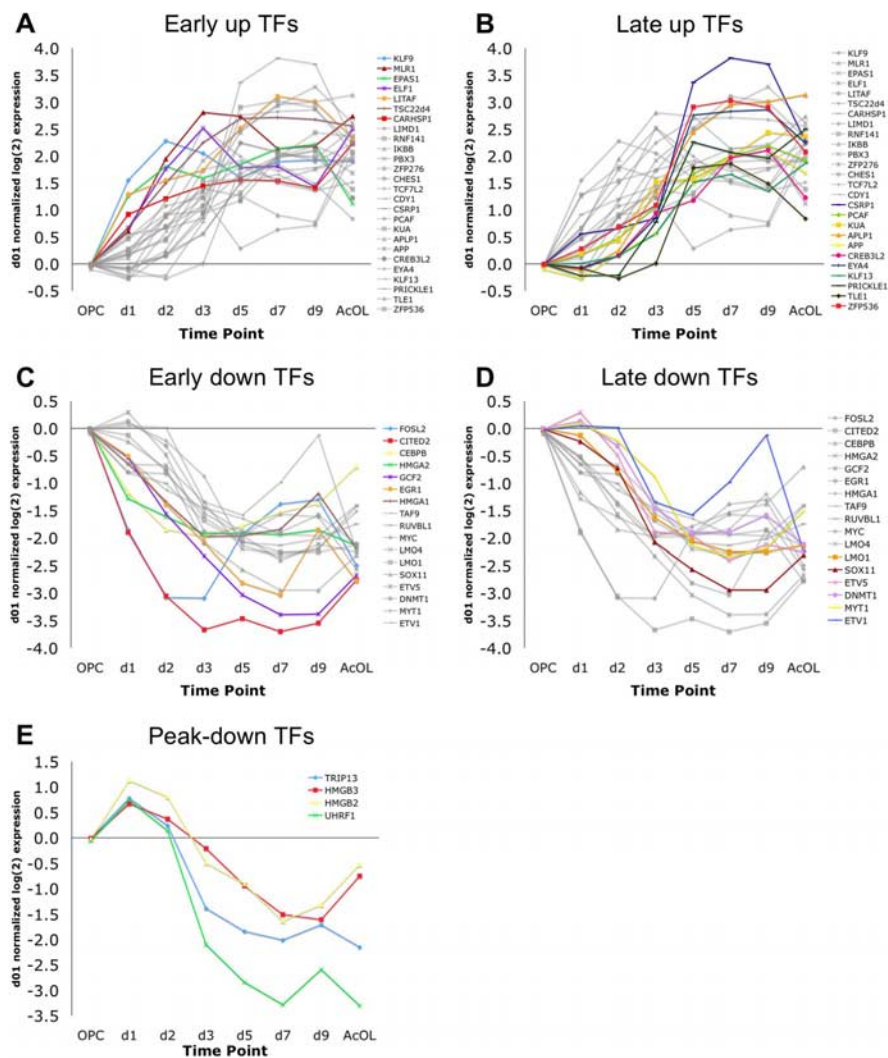 A
Early up TFs
d01 normalized log(2) expression
4.0
3.5
3.0
2.5
2.0
1.5
1.0
0.5
0.0
-0.5
OPC d1 d2 d3 d5 d7 d9 AcOL
Time Point
KLF9
MLR1
EPAS1
ELF1
LITAF
TSC22d4
CARHSP1
LIMD1
RNF141
IKBB
PBX3
ZFP276
CHES1
TCF7L2
CDY1
CSRP1
PCAF
KUA
APLP1
APP
CREB3L2
EYA4
KLF13
PRICKLE1
TLE1
ZFP536
B
Late up TFs
d01 normalized log(2) expression
4.0
3.5
3.0
2.5
2.0
1.5
1.0
0.5
0.0
-0.5
OPC d1 d2 d3 d5 d7 d9 AcOL
Time Point
KLF9
MLR1
EPAS1
ELF1
LITAF
TSC22d4
CARHSP1
LIMD1
RNF141
IKBB
PBX3
ZFP276
CHES1
TCF7L2
CDY1
CSRP1
PCAF
KUA
APLP1
APP
CREB3L2
EYA4
KLF13
PRICKLE1
TLE1
ZFP536
C
Early down TFs
d01 normalized log(2) expression
0.5
0.0
-0.5
-1.0
-1.5
-2.0
-2.5
-3.0
-3.5
-4.0
OPC d1 d2 d3 d5 d7 d9 AcOL
Time Point
FOSL2
CITED2
CEBPB
HMGA2
GCF2
EGR1
HMGA1
TAF9
RUVBL1
MYC
LMO4
LMO1
SOX11
ETV5
DNMT1
MYT1
ETV1
D
Late down TFs
d01 normalized log(2) expression
0.5
0.0
-0.5
-1.0
-1.5
-2.0
-2.5
-3.0
-3.5
-4.0
OPC d1 d2 d3 d5 d7 d9 AcOL
Time Point
FOSL2
CITED2
CEBPB
HMGA2
GCF2
EGR1
HMGA1
TAF9
RUVBL1
MYC
LMO4
LMO1
SOX11
ETV5
DNMT1
MYT1
ETV1
E
Peak-down TFs
d01 normalized log(2) expression
1.5
1.0
0.5
0.0
-0.5
-1.0
-1.5
-2.0
-2.5
-3.0
-3.5
OPC d1 d2 d3 d5 d7 d9 AcOL
Time Point
TRIP13
HMGB3
HMGB2
UHRF1